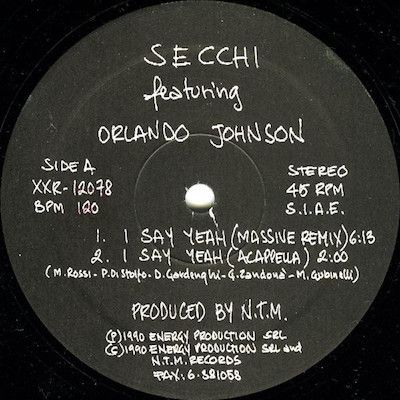 SECCHI
featuring
ORLANDO JOHNSON
SIDE A
XXR-12078
BPM 120
STEREO
45 RPM
S.I.A.E.
1. I SAY YEAH (MASSIVE REMIX) 6:13
2. I SAY YEAH (ACAPPELLA) 2:00
(M. ROSSI - P. DI STOLFO - D. Gardenghi - G. Zandonà - M. Gubinelli)
PRODUCED BY N.T.M.
(P) 1990 ENERGY PRODUCTION SRL
(C) 1990 ENERGY PRODUCTION SRL and
N.T.M. RECORDS
FAX: 6.381058